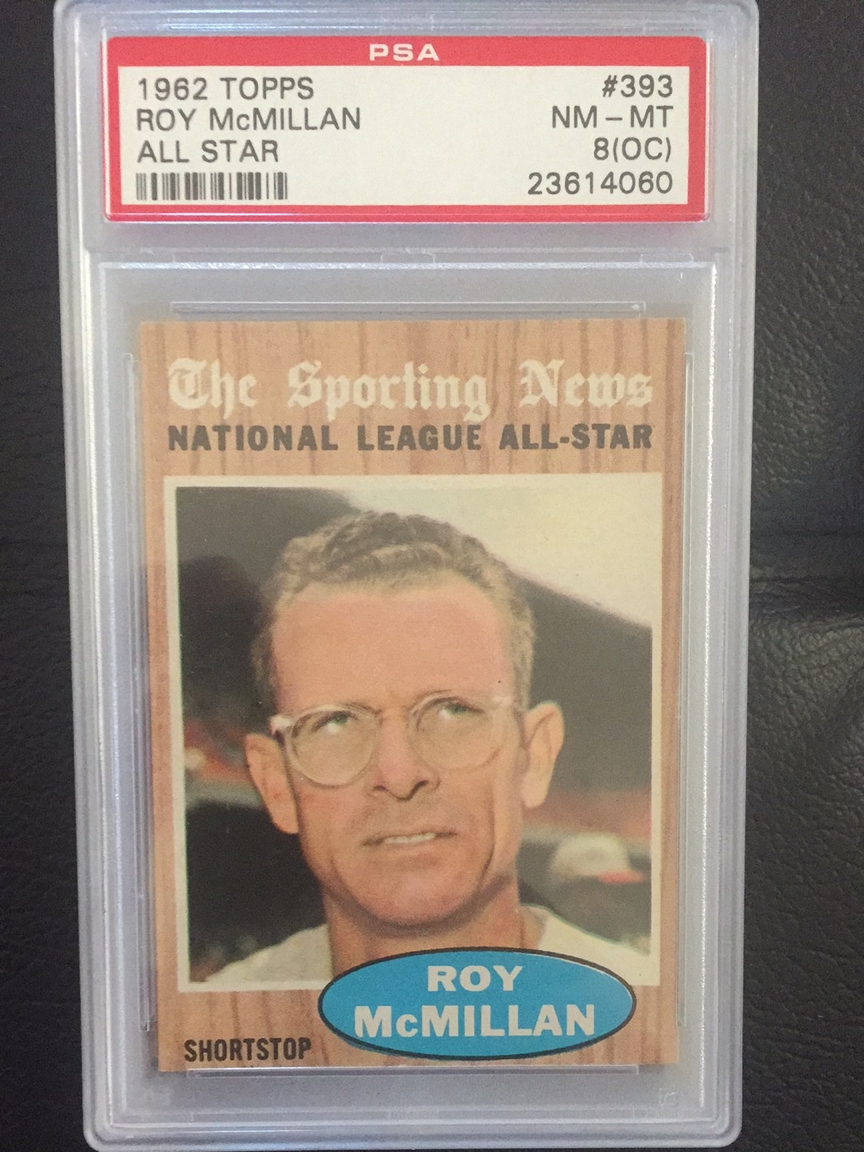 PSA
1962 TOPPS #393
ROY McMILLAN NM-MT
ALL STAR 8(OC)
23614060
The Sporting News
NATIONAL LEAGUE ALL-STAR
ROY
McMILLAN
SHORTSTOP